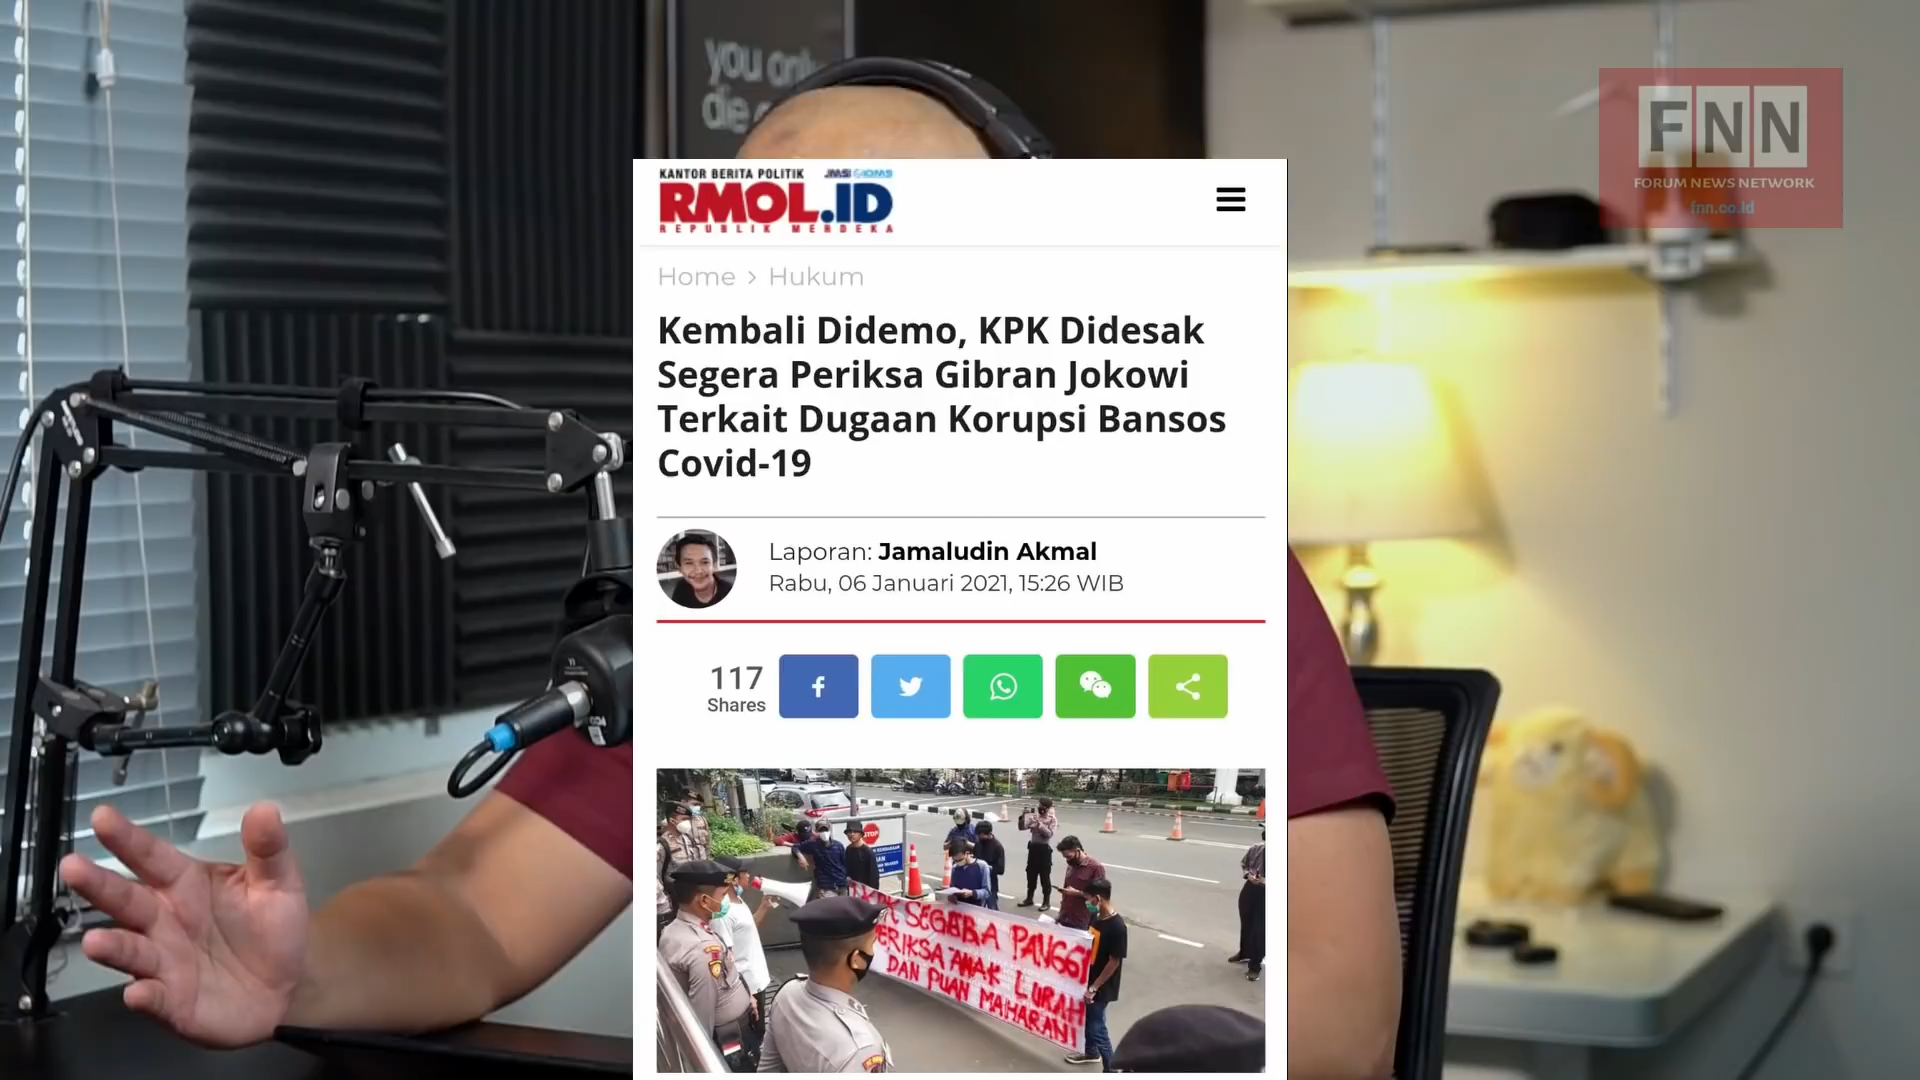 you only
die
FNN
FORUM NEWS NETWORK
fnn.co.id
KANTOR BERITA POLITIK
RMOL.ID
REPUBLIK MERDEKA
Home > Hukum
Kembali Didemo, KPK Didesak
Segera Periksa Gibran Jokowi
Terkait Dugaan Korupsi Bansos
Covid-19
Laporan: Jamaludin Akmal
Rabu, 06 Januari 2021, 15:26 WIB
117
Shares
STOP
SEGERA PANGGI
PERIKSA ANAK LURAH
DAN PUAN MAHARANI